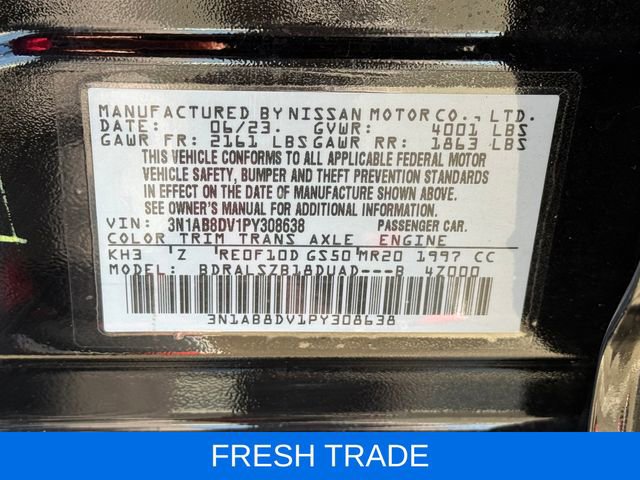 MANUFACTURED BY NISSAN MOTOR CO., LTD.
DATE: 06/23. GVWR: 4001 LBS
GAWR FR: 2161 LBS GAWR RR: 1863 LBS
THIS VEHICLE CONFORMS TO ALL APPLICABLE FEDERAL MOTOR
VEHICLE SAFETY, BUMPER AND THEFT PREVENTION STANDARDS
IN EFFECT ON THE DATE OF MANUFACTURE SHOWN ABOVE.
SEE OWNER'S MANUAL FOR ADDITIONAL INFORMATION.
VIN: 3N1AB8DV1PY308638 PASSENGER CAR.
COLOR TRIM TRANS AXLE ENGINE
KH3 'Z RE0F10D GS50 MR20 1997 CC
MODEL: BDRALSZB18DUAD---B 4Z000
3N1AB8DV1PY308638
FRESH TRADE